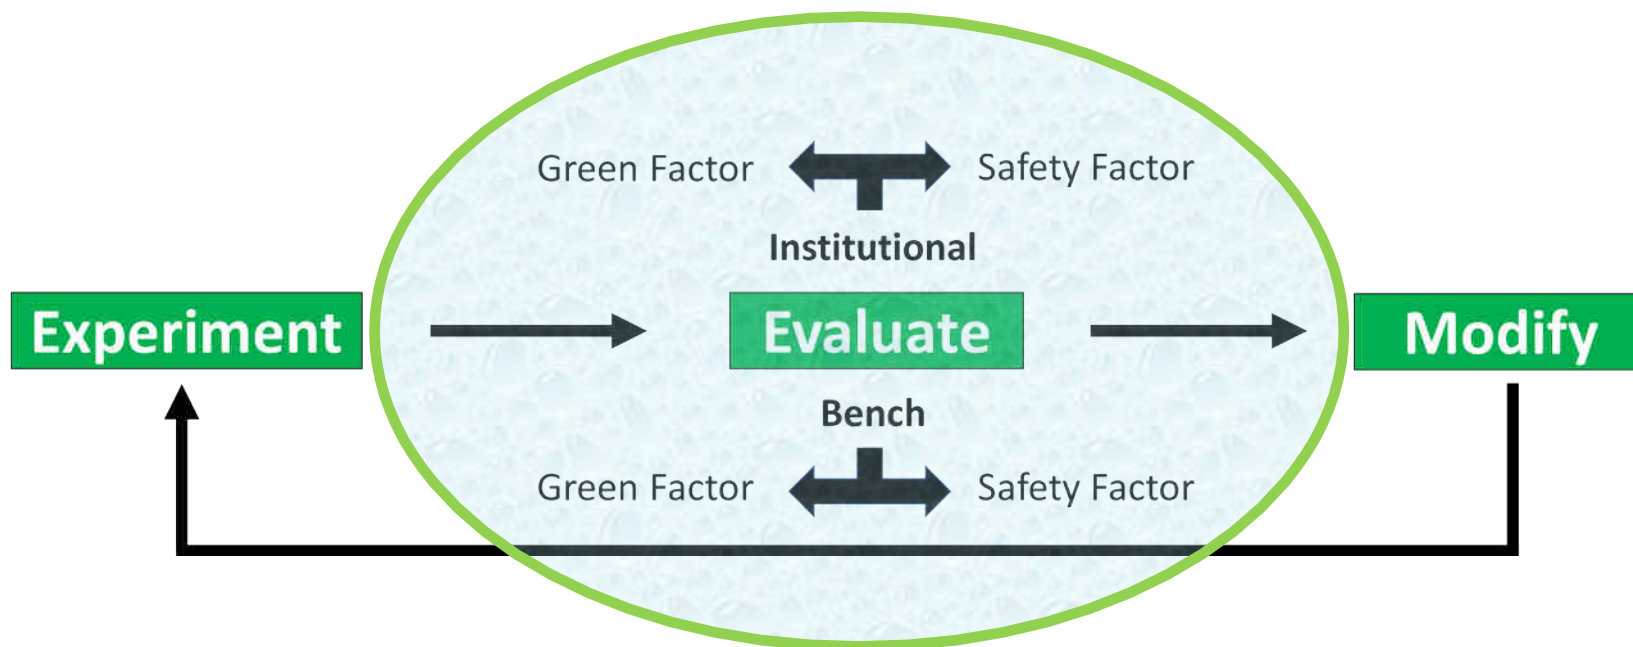 Green Factor Safety Factor
Institutional
Experiment Evaluate Modify
Bench
Green Factor Safety Factor